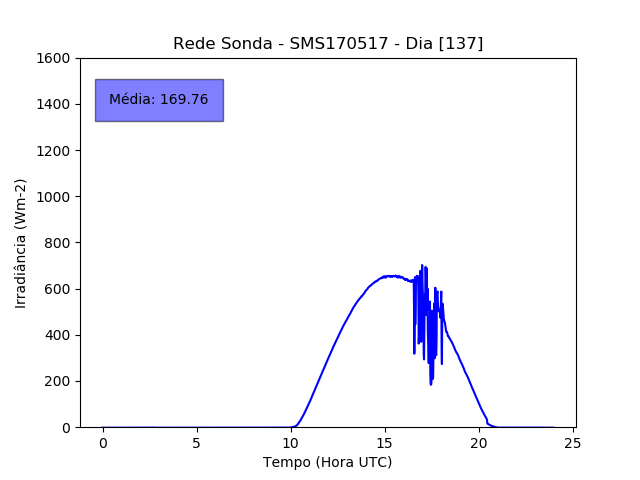 Rede Sonda - SMS170517 - Dia [137]
1600
1400
1200
1000
800
600
400
200
0
Média: 169.76
Irradiância (Wm-2)
0 5 10 15 20 25
Tempo (Hora UTC)